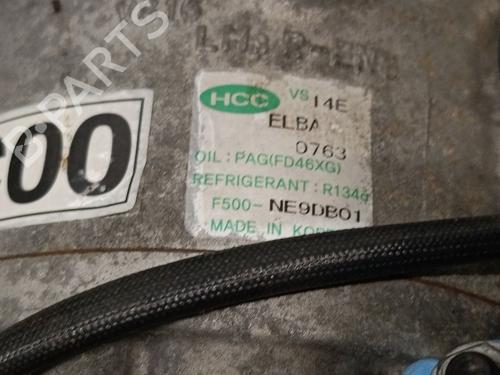 HCC VS 14E
ELBA
0763
OIL : PAG(FD46XG)
REFRIGERANT : R134a
F500- NE9DB01
MADE IN KOREA
00
B-PARTS